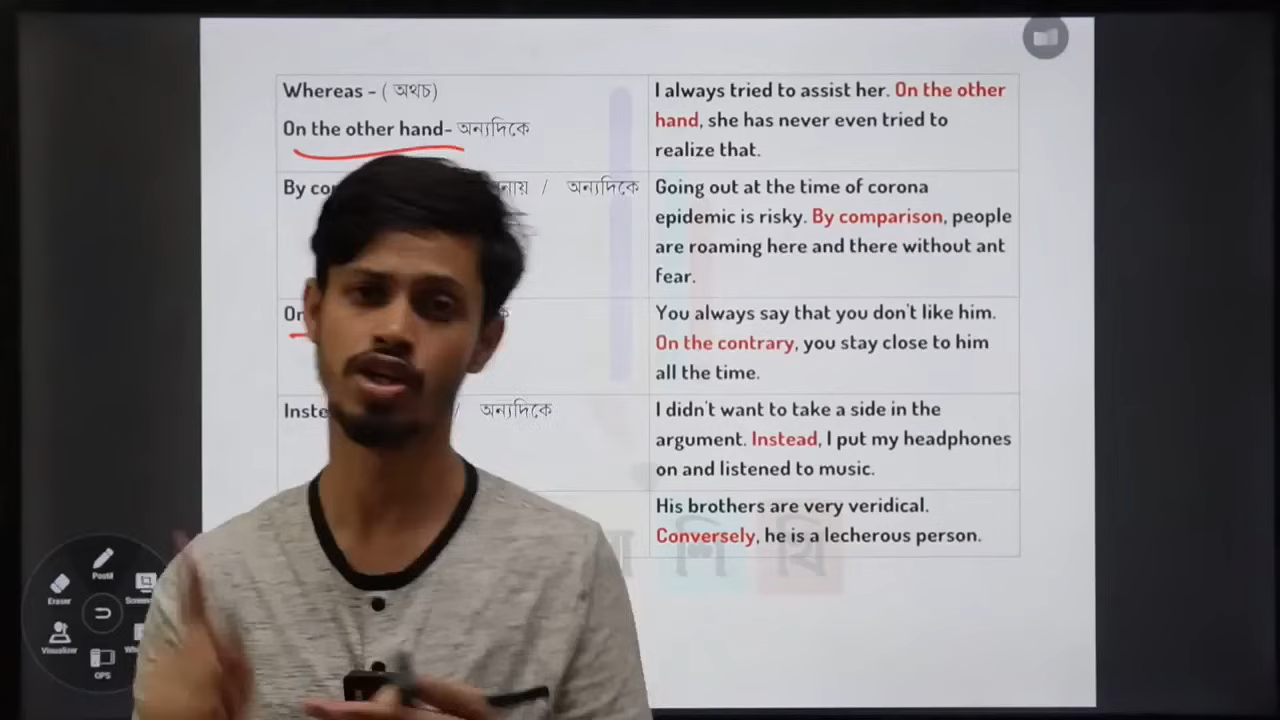 Whereas - ( অথচ)
On the other hand- অন্যদিকে
I always tried to assist her. On the other
hand, she has never even tried to
realize that.
/ অন্যদিকে
Going out at the time of corona
epidemic is risky. By comparison, people
are roaming here and there without ant
fear.
You always say that you don't like him.
On the contrary, you stay close to him
all the time.
/ অন্যদিকে
I didn't want to take a side in the
argument. Instead, I put my headphones
on and listened to music.
His brothers are very veridical.
Conversely, he is a lecherous person.
Eraser
Visualizer